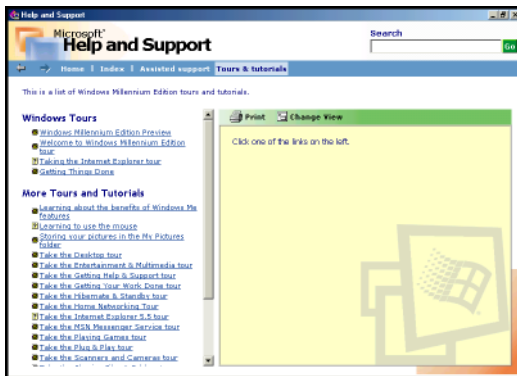 Help and Support
Microsoft®
Help and Support
Search
Go
Home | Index | Assisted support Tours & tutorials
This is a list of Windows Millennium Edition tours and tutorials.
Windows Tours
Windows Millennium Edition Preview
Welcome to Windows Millennium Edition
tour
Taking the Internet Explorer tour
Getting Things Done
More Tours and Tutorials
Learning about the benefits of Windows Me
features
Learning to use the mouse
Storing your pictures in the My Pictures
folder
Take the Desktop tour
Take the Entertainment & Multimedia tour
Take the Getting Help & Support tour
Take the Getting Your Work Done tour
Take the Hibernate & Standby tour
Take the Home Networking Tour
Take the Internet Explorer 5.5 tour
Take the MSN Messenger Service tour
Take the Playing Games tour
Take the Plug & Play tour
Take the Scanners and Cameras tour
Print Change View
Click one of the links on the left.